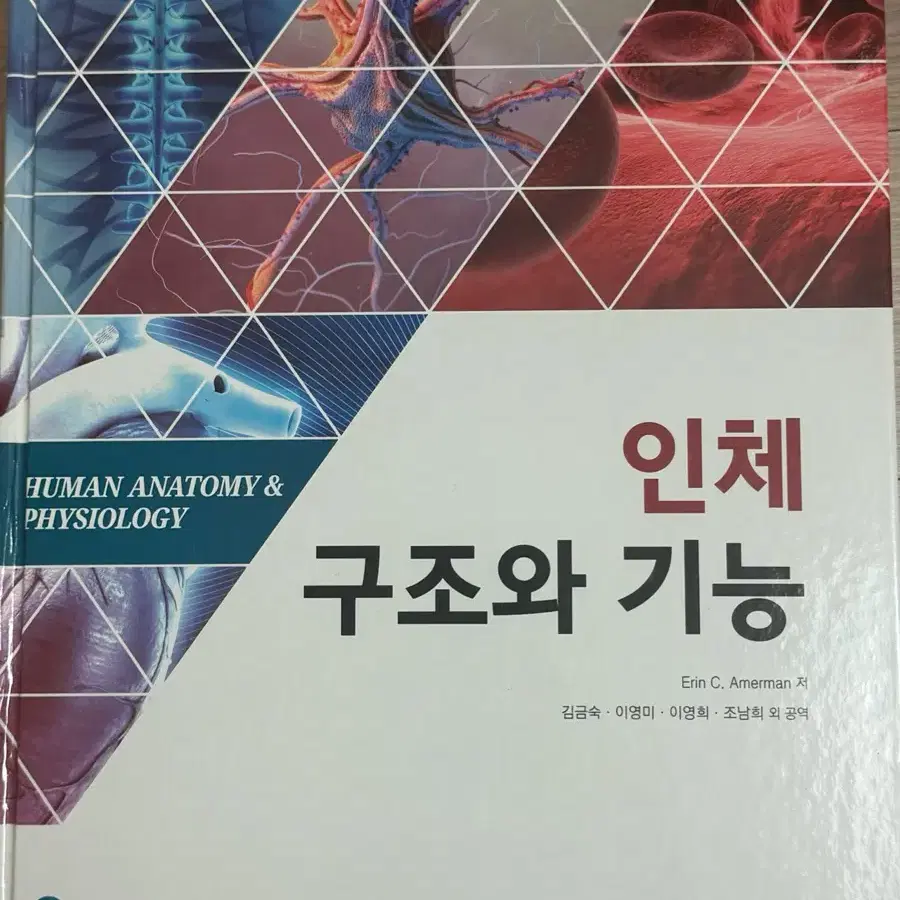 HUMAN ANATOMY &
PHYSIOLOGY
인체
구조와 기능
Erin C. Amerman 저
김금숙 · 이영미 · 이영희 · 조남희 외 공역